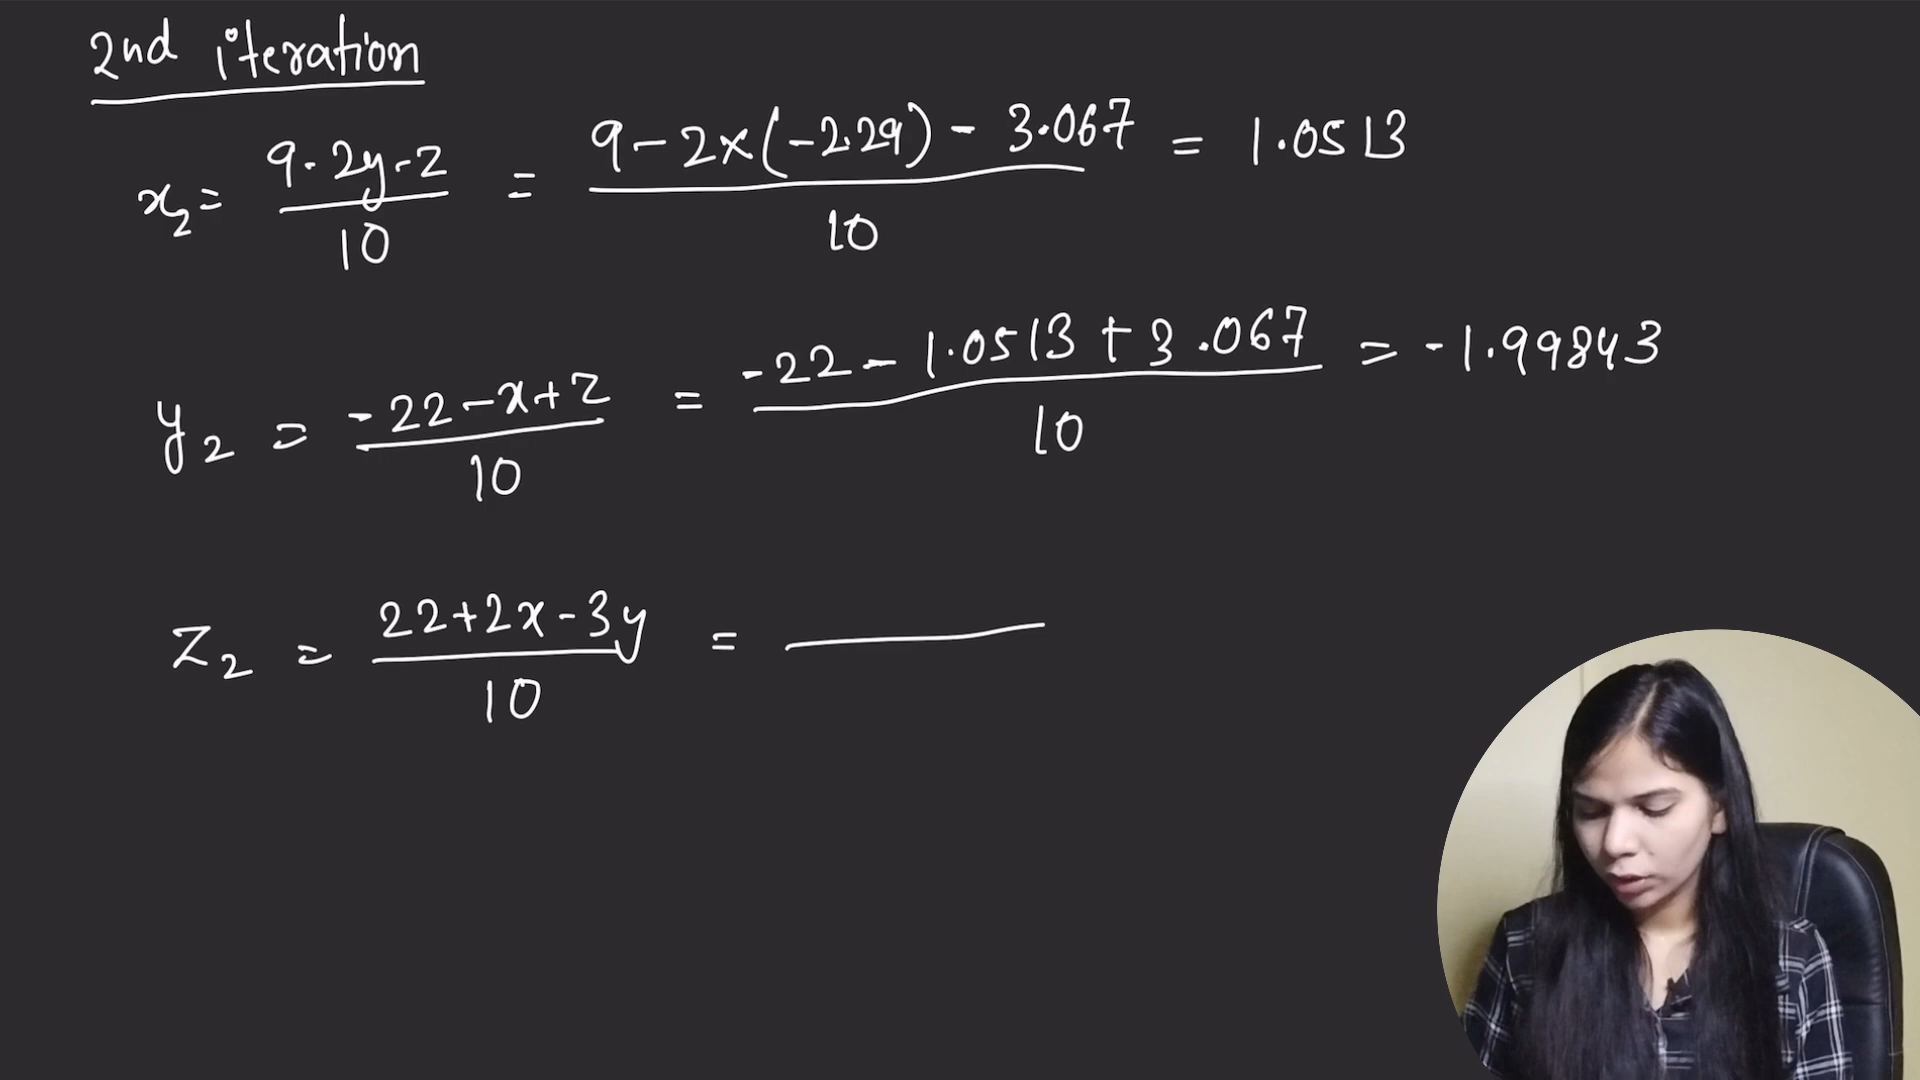 2nd iteration
x₂ = (9 - 2y - z)/10 = (9 - 2×(-2.29) - 3.067)/10 = 1.0513
y₂ = (-22 - x + z)/10 = (-22 - 1.0513 + 3.067)/10 = -1.99843
z₂ = (22 + 2x - 3y)/10 =